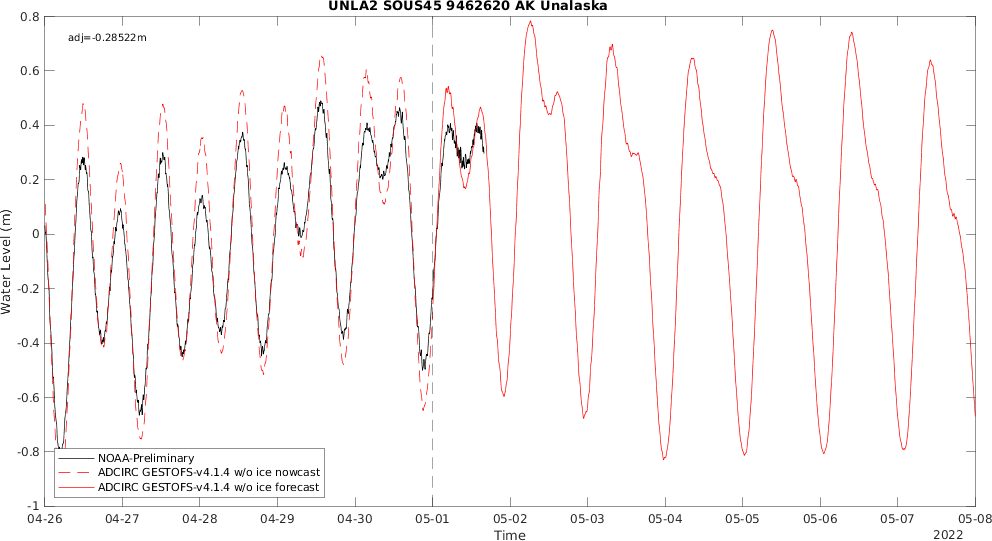 UNLA2 SOUS45 9462620 AK Unalaska
adj=-0.28522m
0.8
0.6
0.4
0.2
0
-0.2
-0.4
-0.6
-0.8
-1
Water Level (m)
NOAA-Preliminary
ADCIRC GESTOFS-v4.1.4 w/o ice nowcast
ADCIRC GESTOFS-v4.1.4 w/o ice forecast
04-26 04-27 04-28 04-29 04-30 05-01 05-02 05-03 05-04 05-05 05-06 05-07 05-08
Time
2022